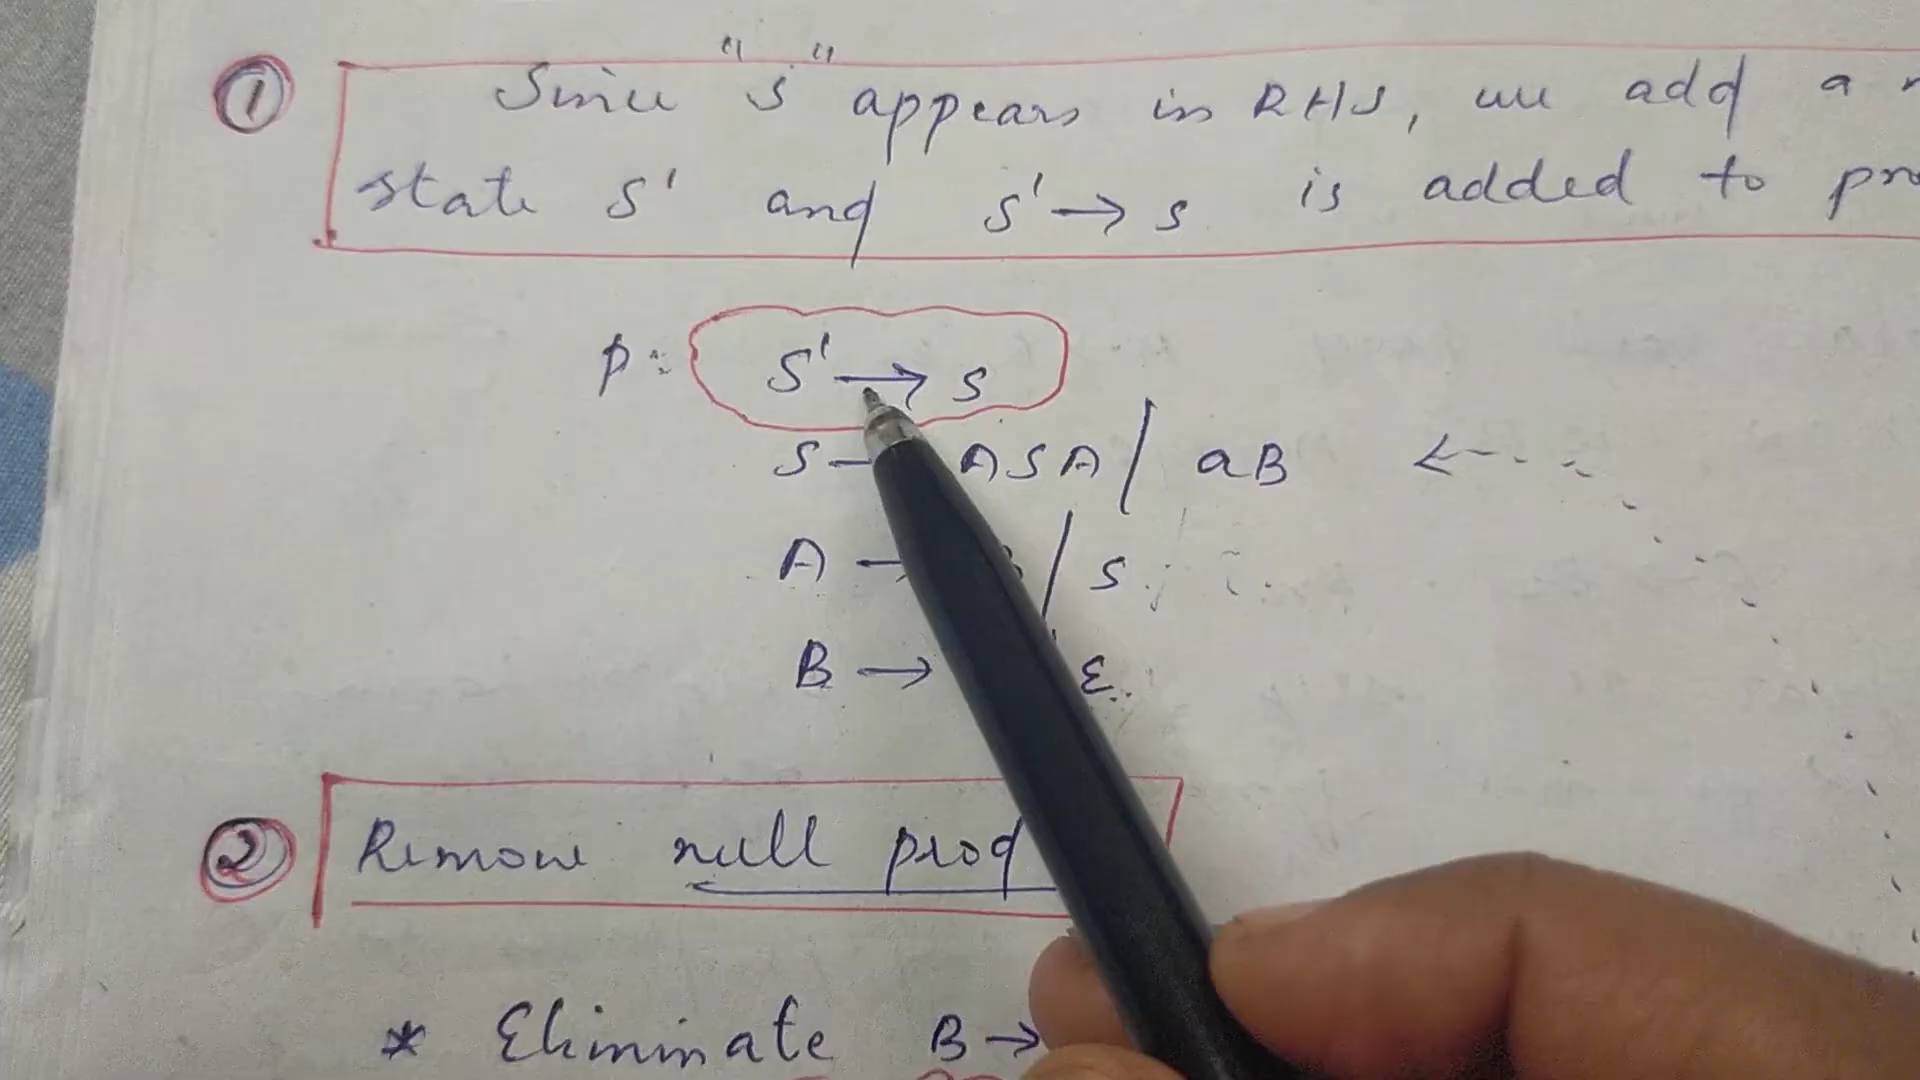 ①
Since "S" appears in RHS, we add a
state S' and S' → S is added to
P: S' → S
S → ASA / aB
A → / S
B → ε
②
Remove null prod
* Eliminate B →